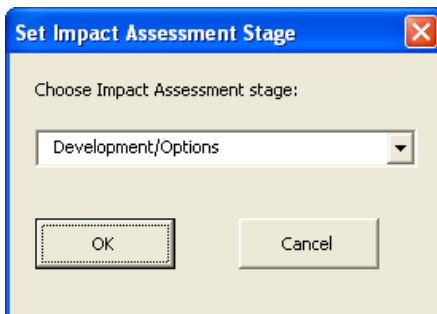 Set Impact Assessment Stage
Choose Impact Assessment stage:
Development/Options
OK
Cancel